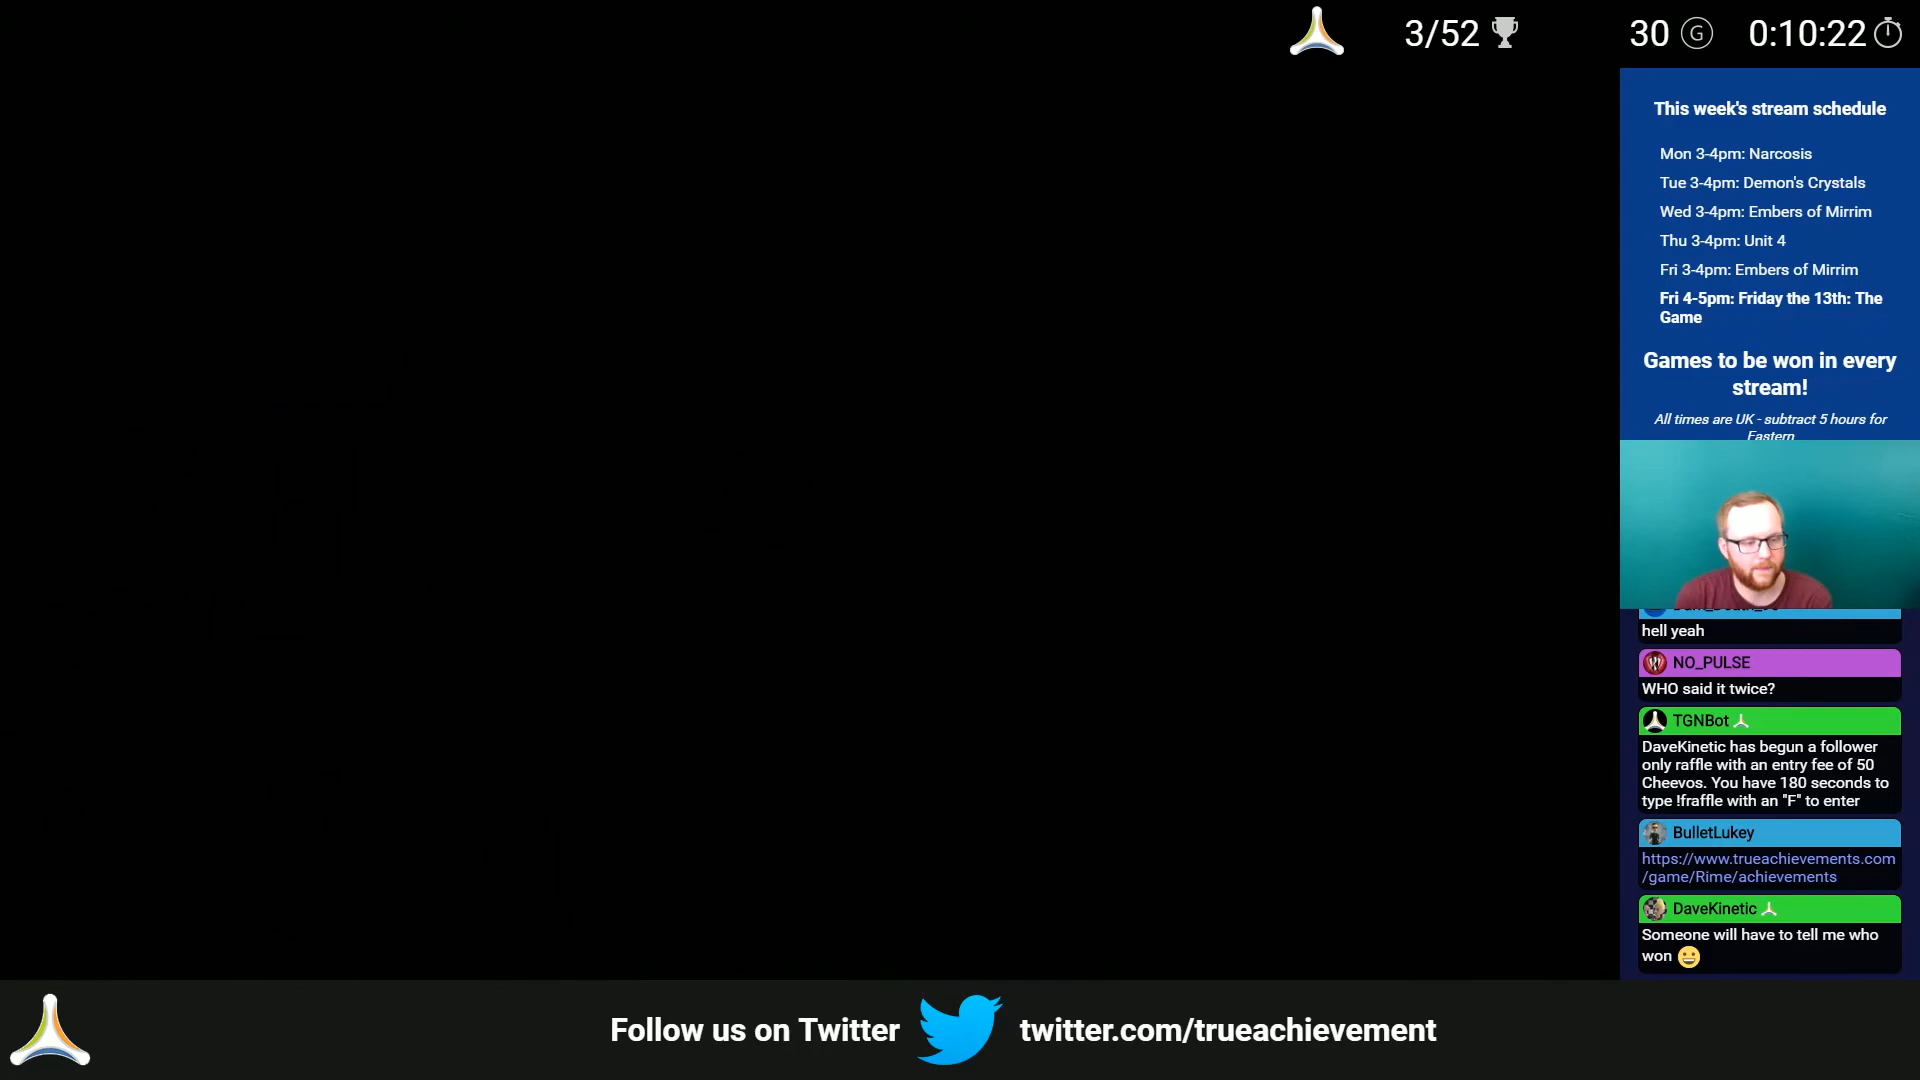 3/52
30 G 0:10:22
This week's stream schedule
Mon 3-4pm: Narcosis
Tue 3-4pm: Demon's Crystals
Wed 3-4pm: Embers of Mirrim
Thu 3-4pm: Unit 4
Fri 3-4pm: Embers of Mirrim
Fri 4-5pm: Friday the 13th: The
Game
Games to be won in every
stream!
All times are UK - subtract 5 hours for
Eastern
hell yeah
NO_PULSE
WHO said it twice?
TGNBot
DaveKinetic has begun a follower
only raffle with an entry fee of 50
Cheevos. You have 180 seconds to
type !fraffle with an "F" to enter
BulletLukey
https://www.trueachievements.com
/game/Rime/achievements
DaveKinetic
Someone will have to tell me who
won
Follow us on Twitter twitter.com/trueachievement